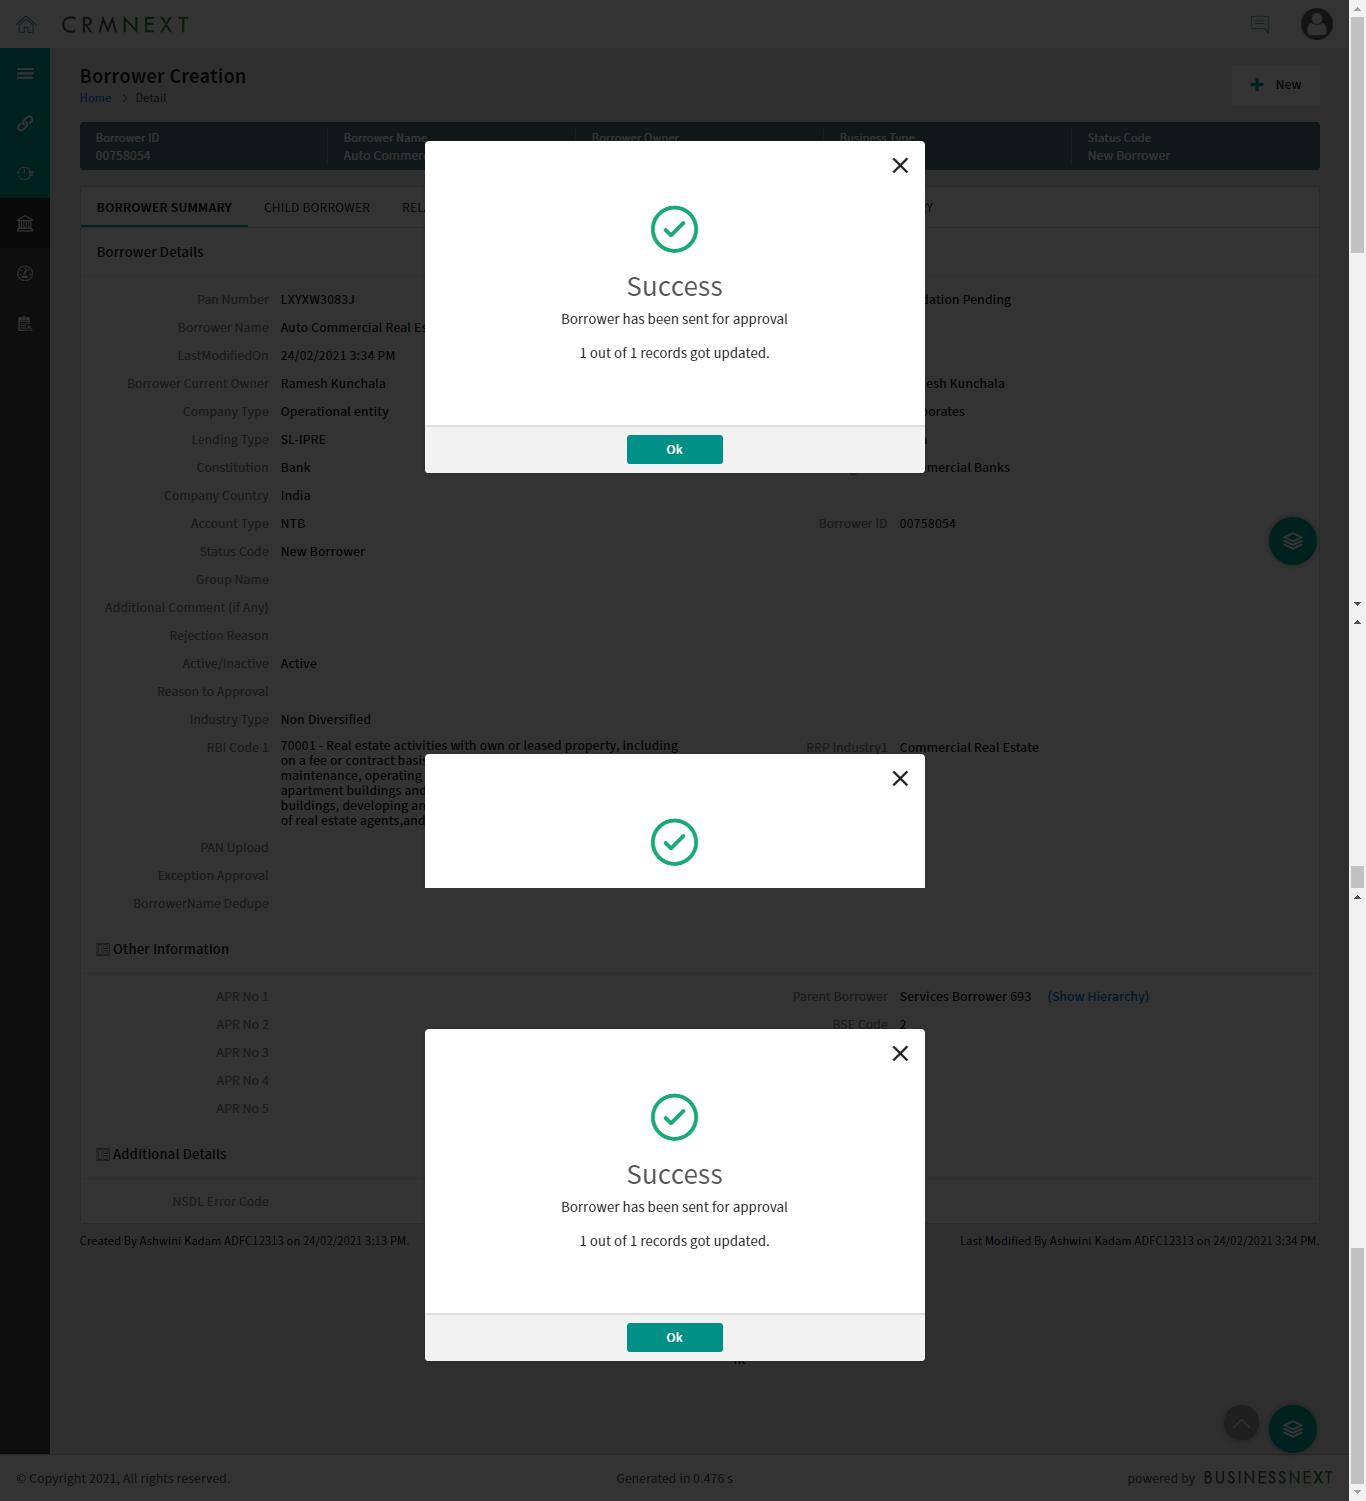 CRMNEXT
Borrower Creation
Home > Detail
New
Borrower ID
Borrower Name
Borrower Owner
Business Type
Status Code
00758054
Auto Commer
New Borrower
BORROWER SUMMARY
CHILD BORROWER
REL
Y
Borrower Details
Success
Borrower has been sent for approval
1 out of 1 records got updated.
Ok
Pan Number LXYXW3083J
dation Pending
Borrower Name Auto Commercial Real Es
LastModifiedOn 24/02/2021 3:34 PM
Borrower Current Owner Ramesh Kunchala
esh Kunchala
Company Type Operational entity
orates
Lending Type SL-IPRE
Constitution Bank
mercial Banks
Company Country India
Account Type NTB
Borrower ID 00758054
Status Code New Borrower
Group Name
Additional Comment (if Any)
Rejection Reason
Active/Inactive Active
Reason to Approval
Industry Type Non Diversified
RBI Code 1 70001 - Real estate activities with own or leased property, including
on a fee or contract basis
maintenance, operating
apartment buildings and
buildings, developing an
of real estate agents,and
RRP Industry1 Commercial Real Estate
PAN Upload
Exception Approval
BorrowerName Dedupe
Other Information
APR No 1
Parent Borrower Services Borrower 693 (Show Hierarchy)
APR No 2
BSE Code 2
APR No 3
APR No 4
APR No 5
Additional Details
NSDL Error Code
Success
Borrower has been sent for approval
1 out of 1 records got updated.
Ok
Created By Ashwini Kadam ADFC12313 on 24/02/2021 3:13 PM.
Last Modified By Ashwini Kadam ADFC12313 on 24/02/2021 3:34 PM.
© Copyright 2021, All rights reserved.
Generated in 0.476 s
powered by BUSINESSNEXT